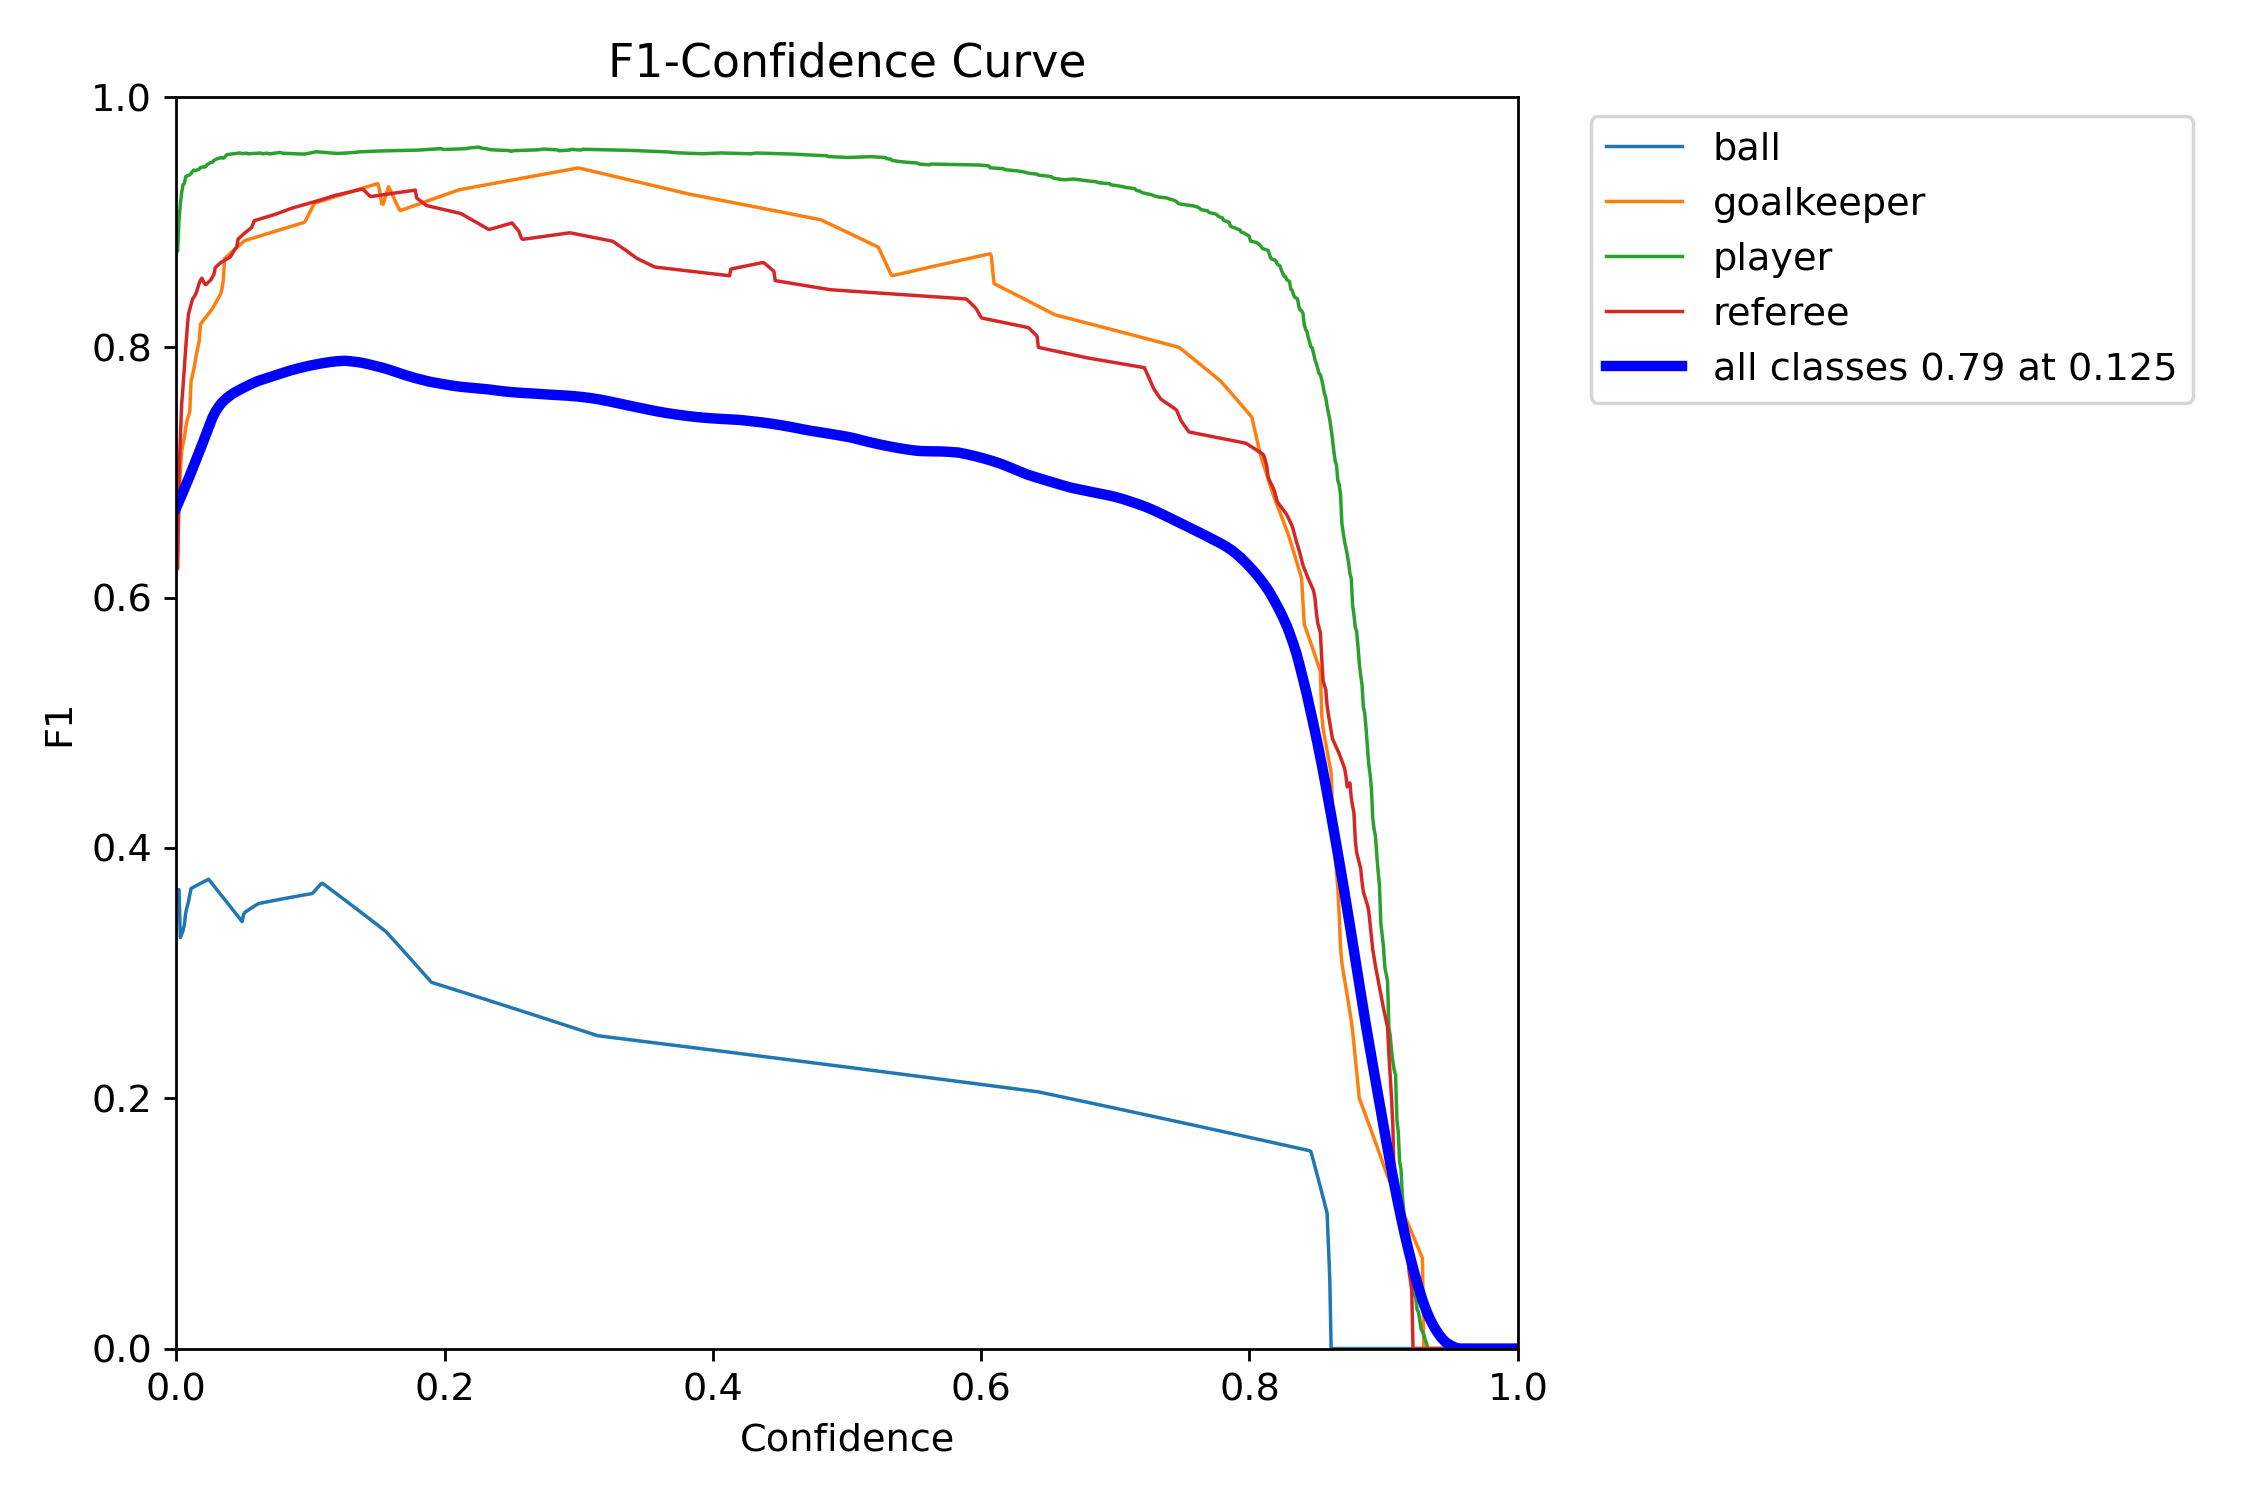 F1-Confidence Curve
1.0
0.8
0.6
0.4
0.2
0.0
F1
0.0 0.2 0.4 0.6 0.8 1.0
Confidence
ball
goalkeeper
player
referee
all classes 0.79 at 0.125